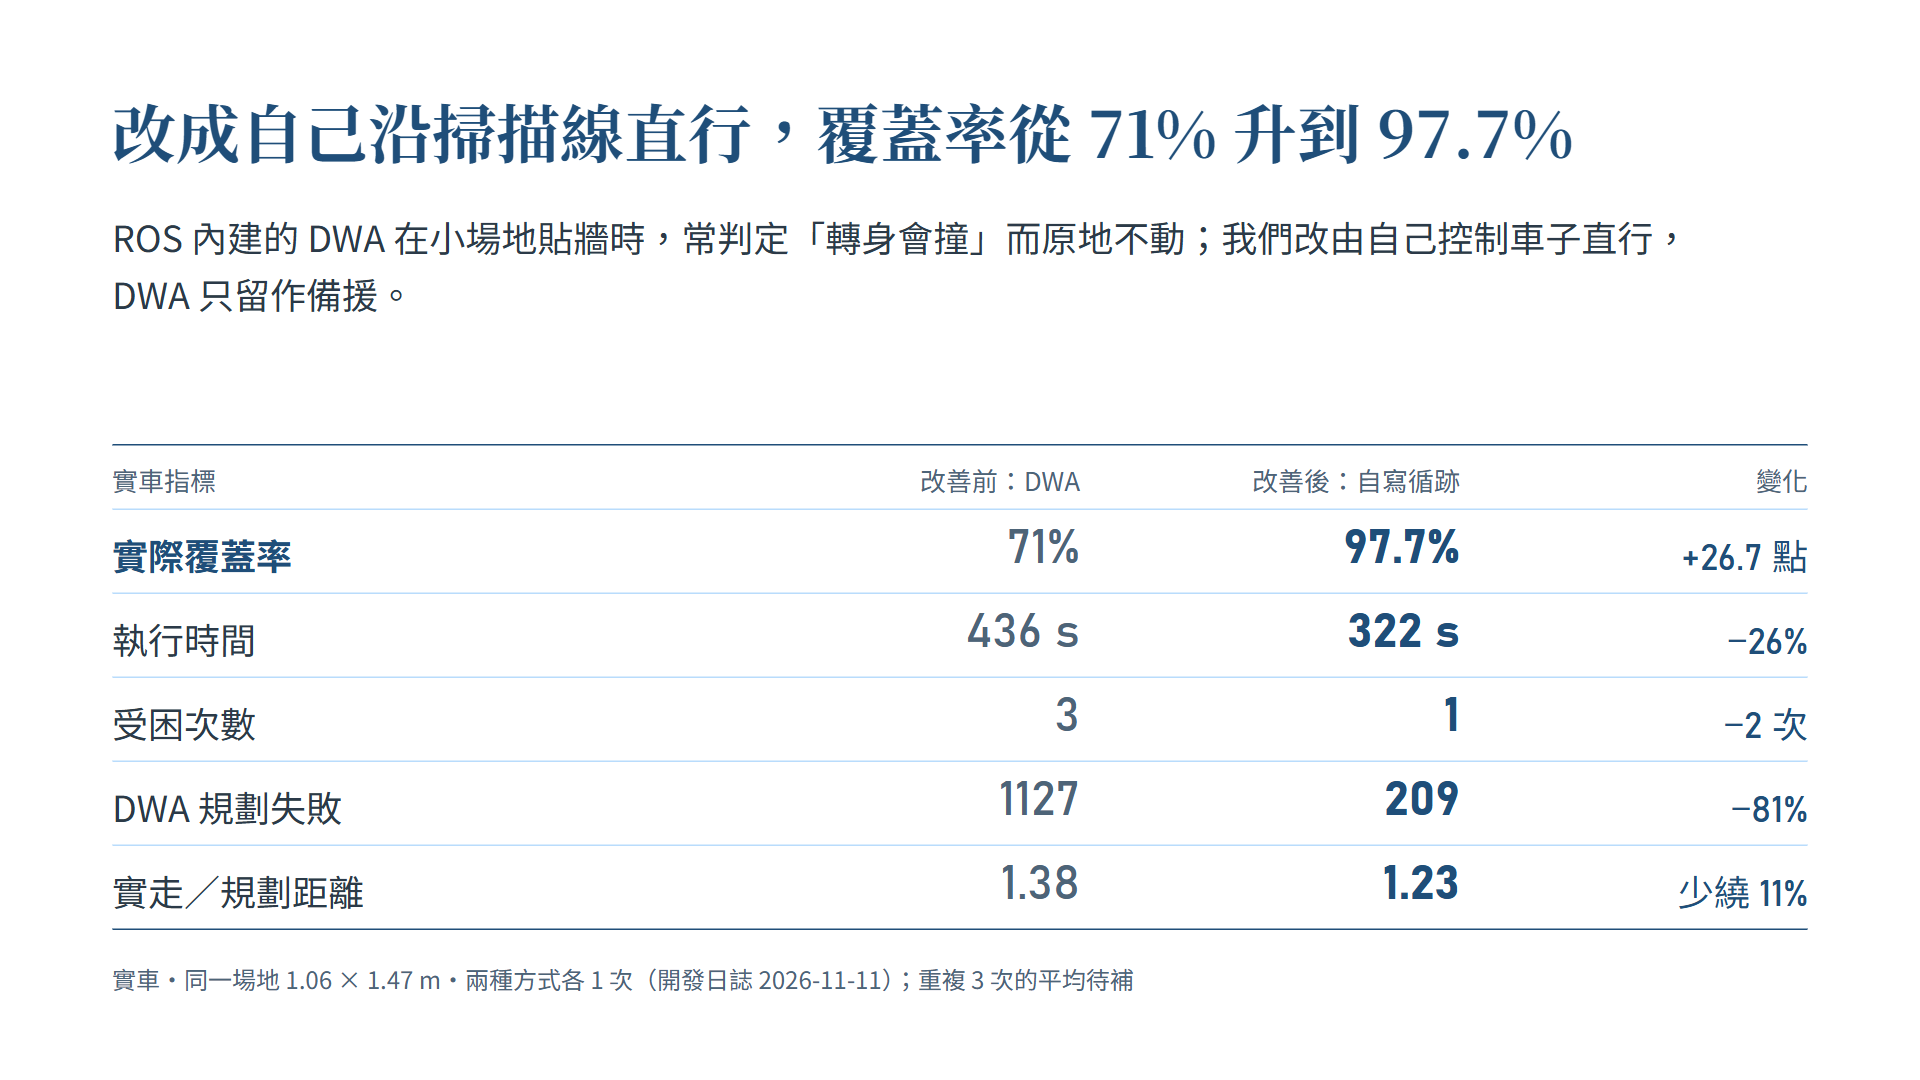 改成自己沿掃描線直行，覆蓋率從 71% 升到 97.7%
ROS 內建的 DWA 在小場地貼牆時，常判定「轉身會撞」而原地不動；我們改由自己控制車子直行，
DWA 只留作備援。
實車指標 改善前：DWA 改善後：自寫循跡 變化
實際覆蓋率 71% 97.7% +26.7 點
執行時間 436 s 322 s −26%
受困次數 3 1 −2 次
DWA 規劃失敗 1127 209 −81%
實走／規劃距離 1.38 1.23 少繞 11%
實車・同一場地 1.06 × 1.47 m・兩種方式各 1 次（開發日誌 2026-11-11）；重複 3 次的平均待補